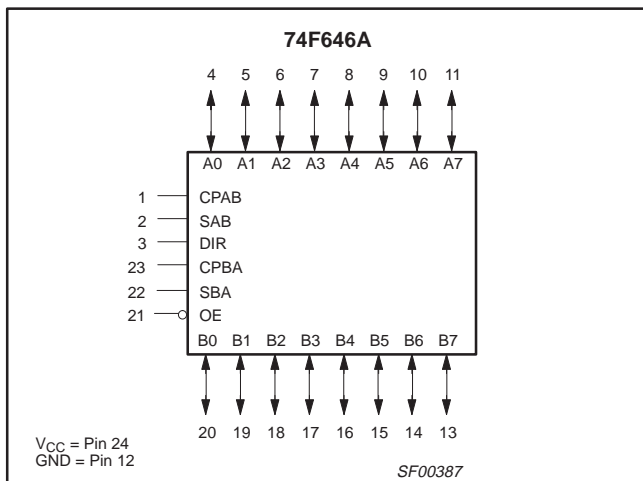 74F646A
4 5 6 7 8 9 10 11
A0 A1 A2 A3 A4 A5 A6 A7
1 CPAB
2 SAB
3 DIR
23 CPBA
22 SBA
21 OE
B0 B1 B2 B3 B4 B5 B6 B7
20 19 18 17 16 15 14 13
VCC = Pin 24
GND = Pin 12
SF00387